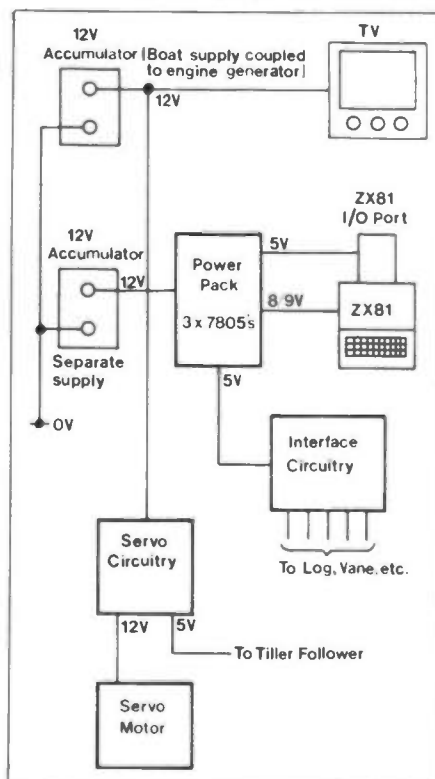 12V
Accumulator [Boat supply coupled
to engine generator]
12V
TV
12V
Accumulator
12V
Separate
supply
0V
Power
Pack
3 x 7805's
5V
8/9V
5V
ZX81
I/O Port
ZX81
Interface
Circuitry
To Log, Vane, etc.
Servo
Circuitry
12V
5V
To Tiller Follower
Servo
Motor